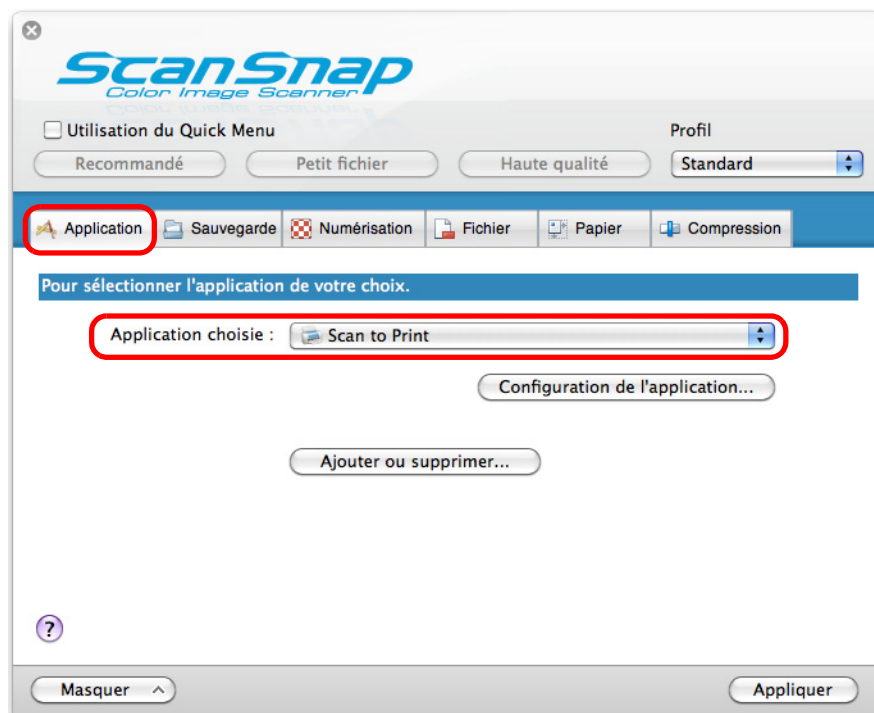 ScanSnap
Color Image Scanner
Utilisation du Quick Menu
Profil
Recommandé Petit fichier Haute qualité Standard
Application Sauvegarde Numérisation Fichier Papier Compression
Pour sélectionner l'application de votre choix.
Application choisie : Scan to Print
Configuration de l'application...
Ajouter ou supprimer...
?
Masquer Appliquer